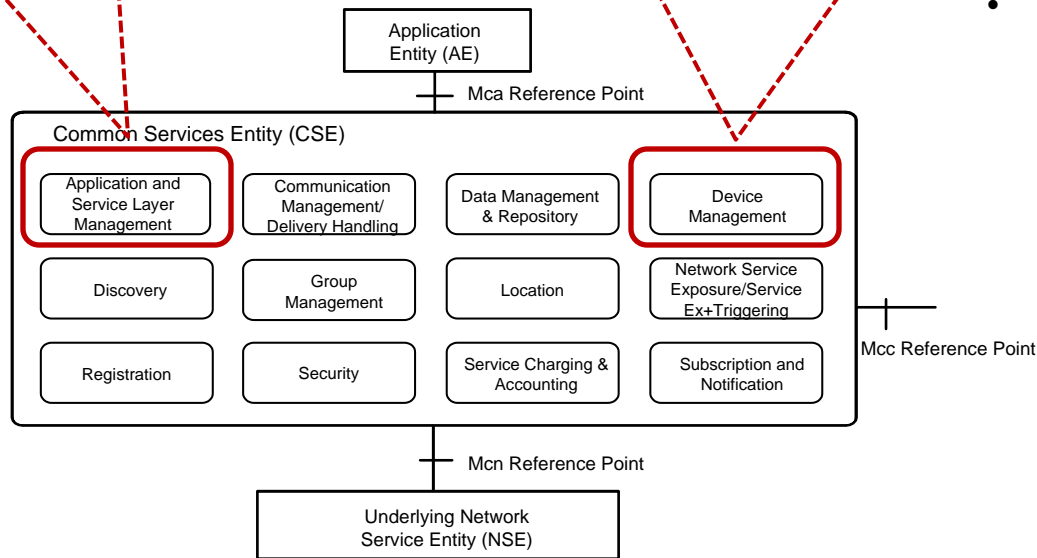 Application
Entity (AE)
Mca Reference Point
Common Services Entity (CSE)
Application and
Service Layer
Management
Communication
Management/
Delivery Handling
Data Management
& Repository
Device
Management
Discovery
Group
Management
Location
Network Service
Exposure/Service
Ex+Triggering
Mcc Reference Point
Registration
Security
Service Charging &
Accounting
Subscription and
Notification
Mcn Reference Point
Underlying Network
Service Entity (NSE)